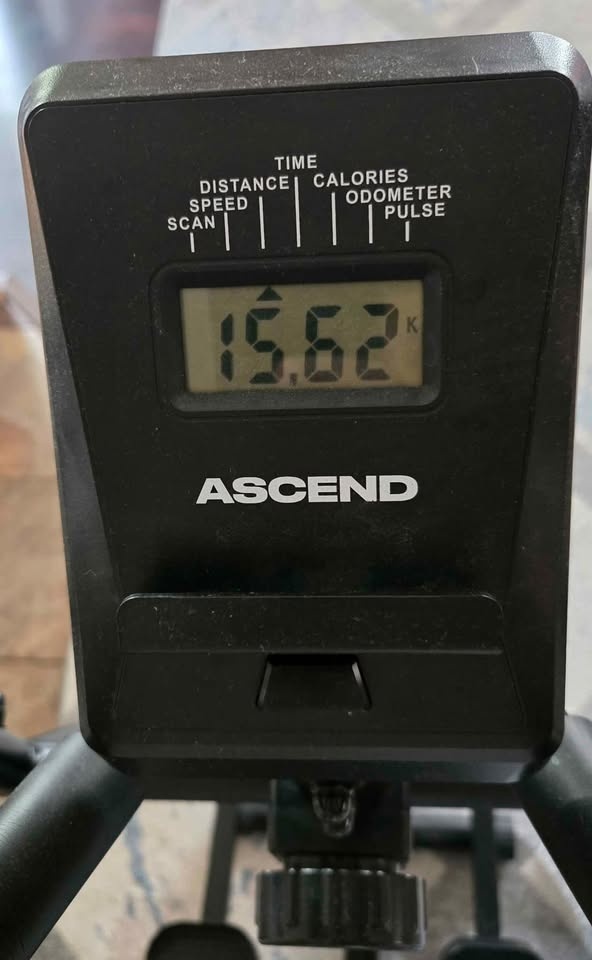 TIME
DISTANCE CALORIES
SPEED ODOMETER
SCAN PULSE
15.62 K
ASCEND